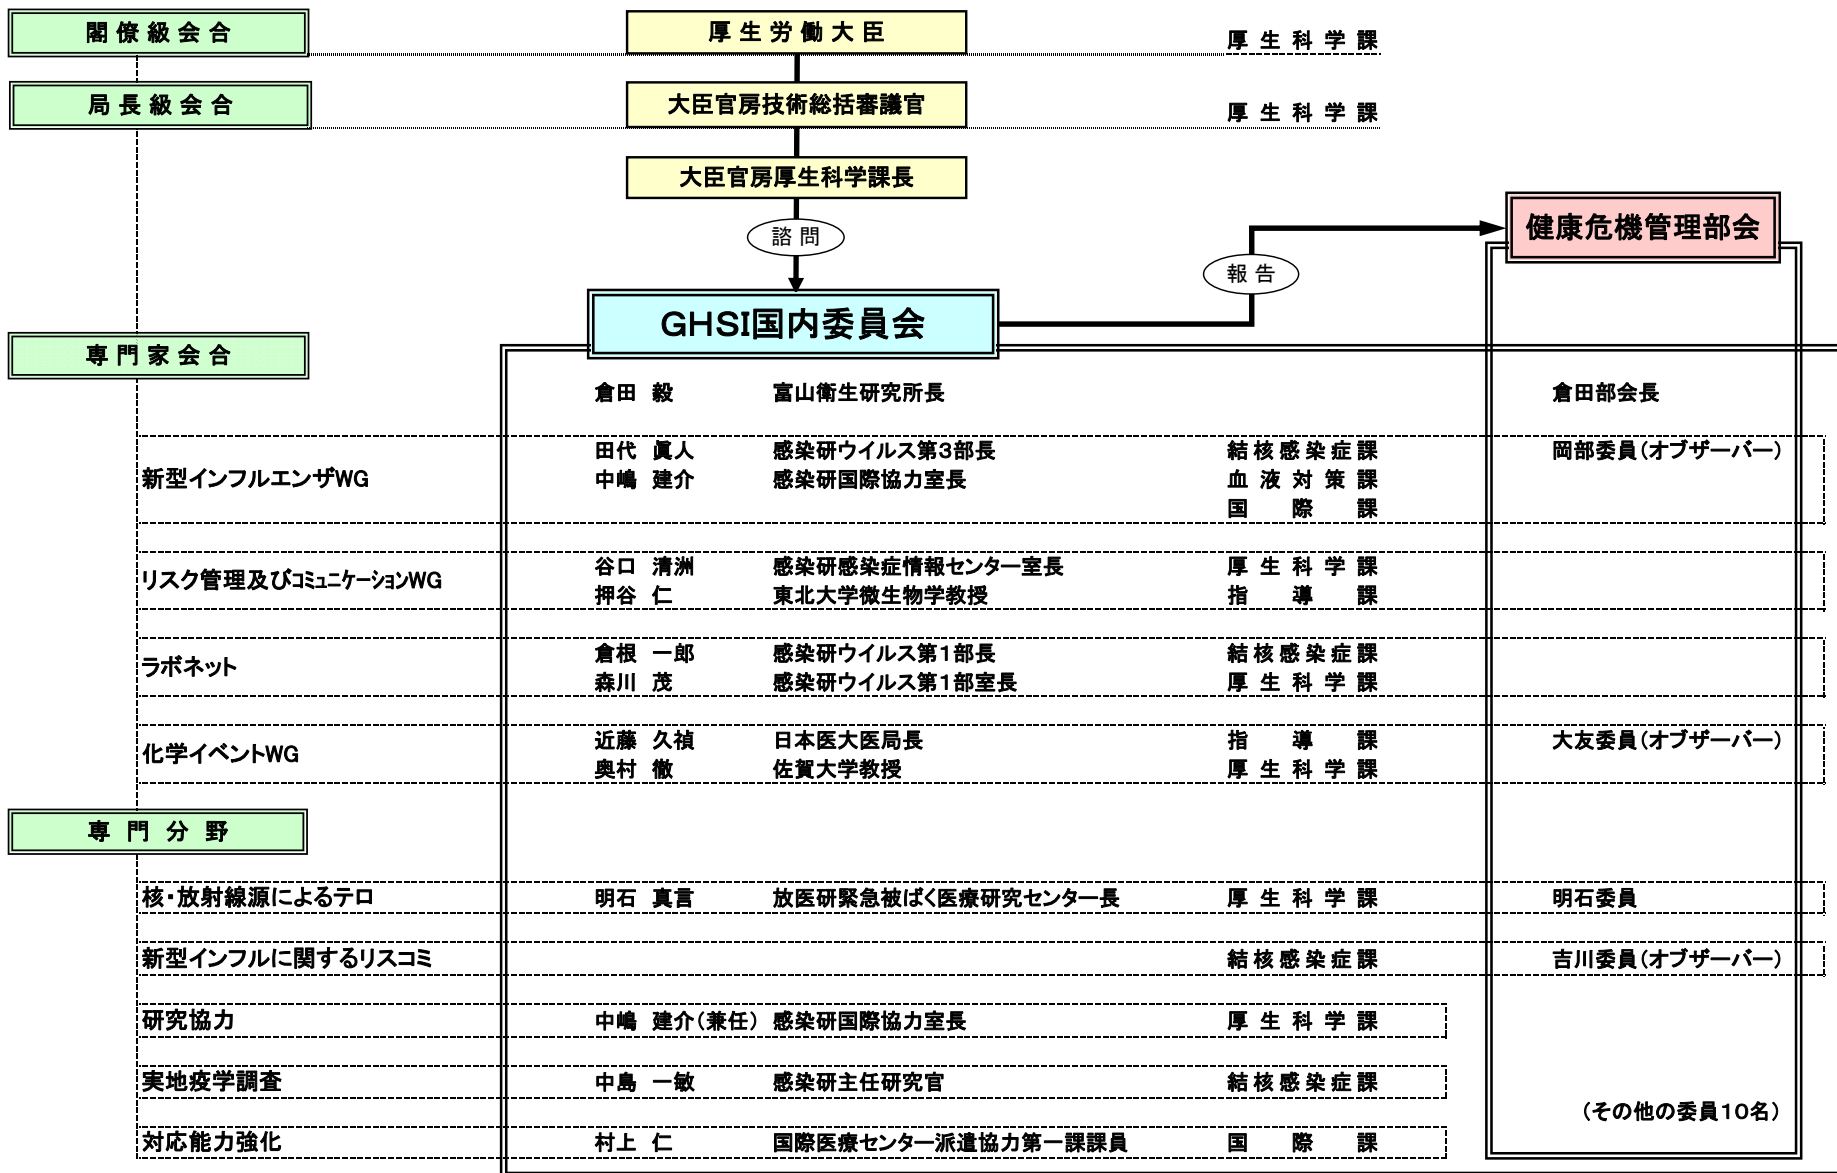 閣僚級会合 厚生労働大臣 厚生科学課
局長級会合 大臣官房技術総括審議官 厚生科学課
大臣官房厚生科学課長
諮問
健康危機管理部会
報告
GHSI国内委員会
専門家会合
倉田 毅 富山衛生研究所長 倉田部会長
新型インフルエンザWG
田代 眞人 感染研ウイルス第3部長 結核感染症課 岡部委員(オブザーバー)
中嶋 建介 感染研国際協力室長 血液対策課
国際課
リスク管理及びコミュニケーションWG
谷口 清洲 感染研感染症情報センター室長 厚生科学課
押谷 仁 東北大学微生物学教授 指導課
ラボネット
倉根 一郎 感染研ウイルス第1部長 結核感染症課
森川 茂 感染研ウイルス第1部室長 厚生科学課
化学イベントWG
近藤 久禎 日本医大医局長 指導課 大友委員(オブザーバー)
奥村 徹 佐賀大学教授 厚生科学課
専門分野
核・放射線源によるテロ 明石 真言 放医研緊急被ばく医療研究センター長 厚生科学課 明石委員
新型インフルに関するリスコミ 結核感染症課 吉川委員(オブザーバー)
研究協力 中嶋 建介(兼任) 感染研国際協力室長 厚生科学課
実地疫学調査 中島 一敏 感染研主任研究官 結核感染症課
(その他の委員10名)
対応能力強化 村上 仁 国際医療センター派遣協力第一課課員 国際課